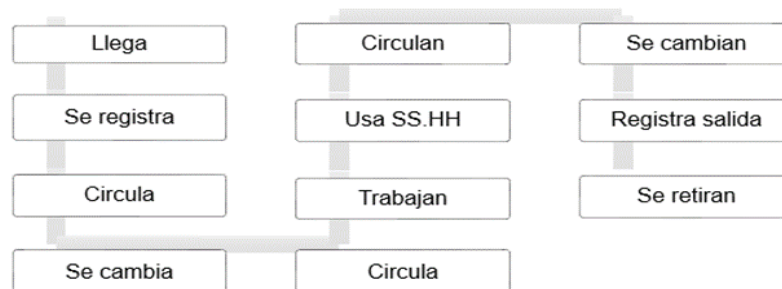 Llega
Se registra
Circula
Se cambia
Circula
Trabajan
Usa SS.HH
Circulan
Se cambian
Registra salida
Se retiran